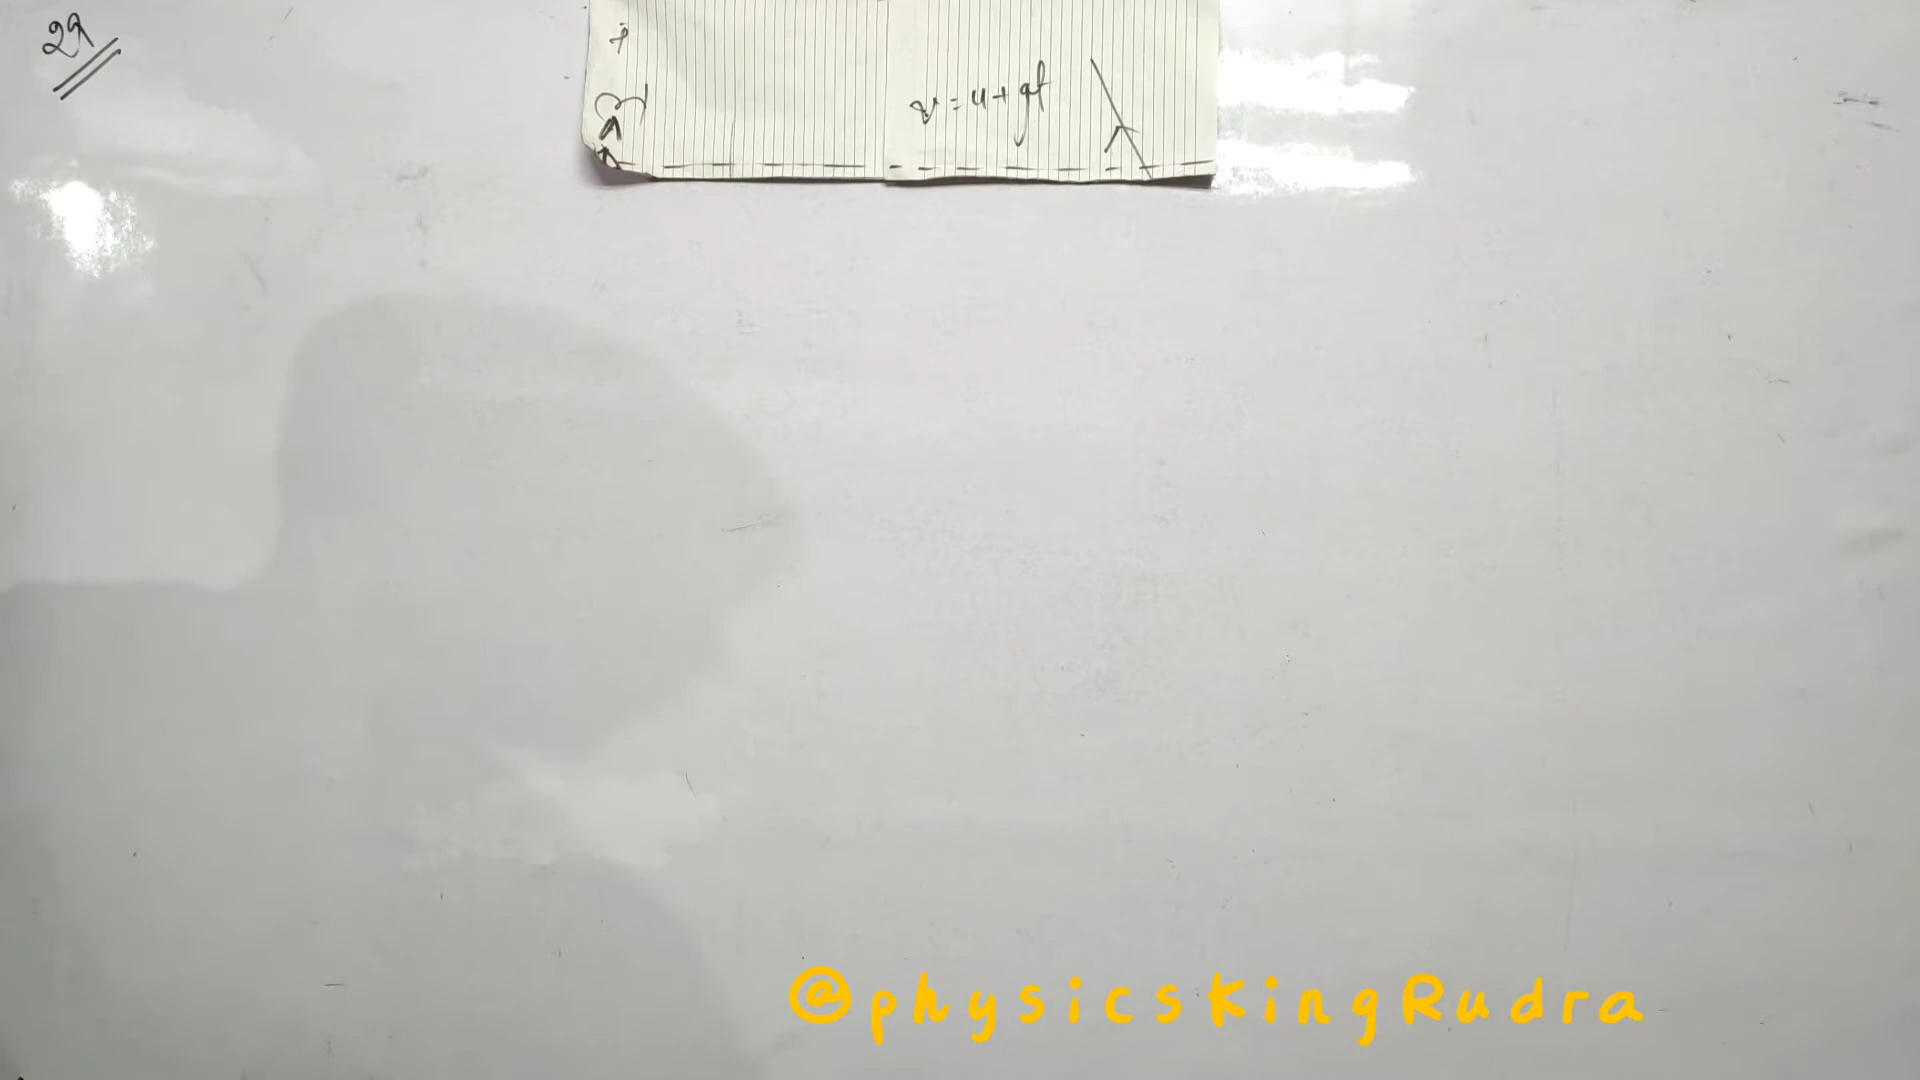 29
v = u + gt
@physicsKingRudra